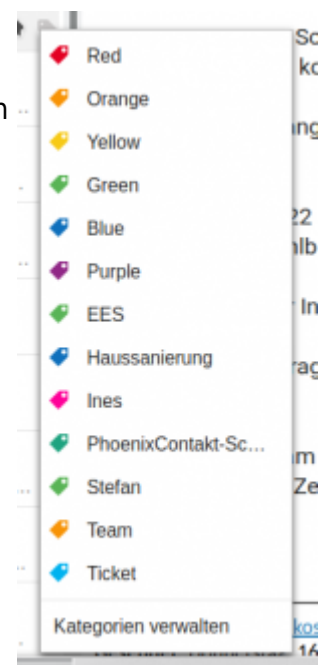 Red
Orange
Yellow
Green
Blue
Purple
EES
Haussanierung
Ines
PhoenixContakt-Sc...
Stefan
Team
Ticket
Kategorien verwalten